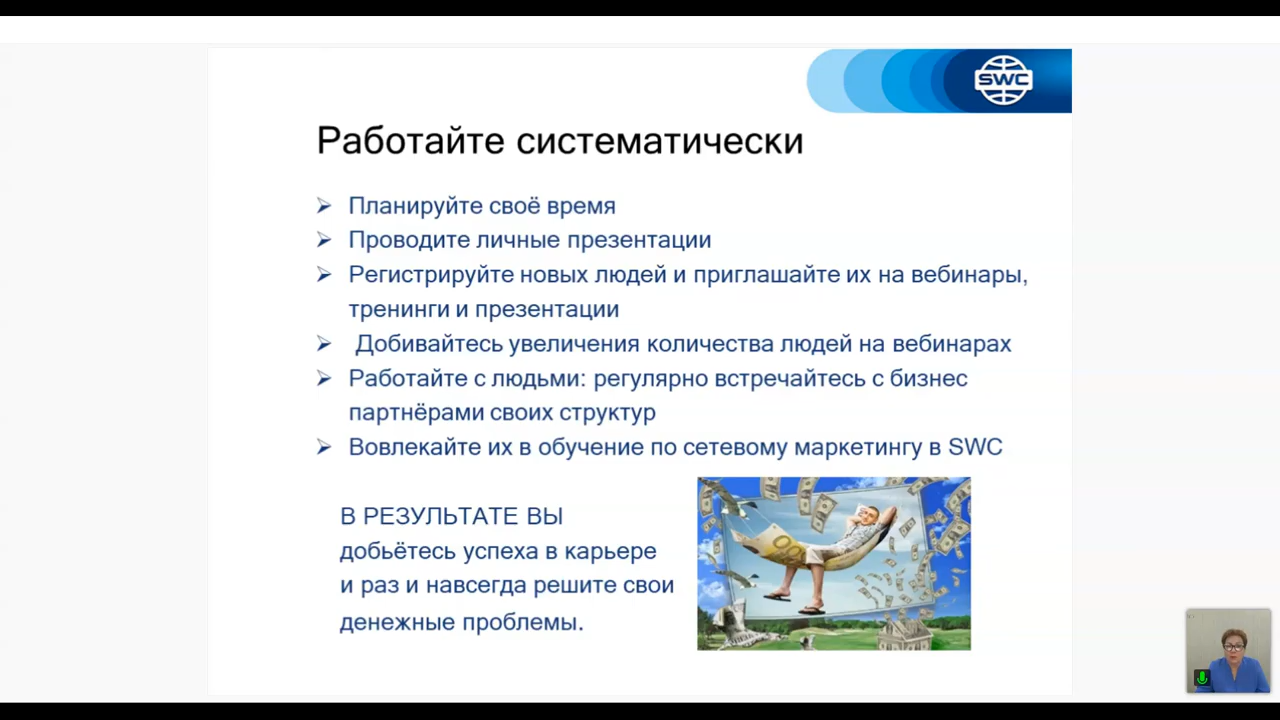 SWC
Работайте систематически
Планируйте своё время
Проводите личные презентации
Регистрируйте новых людей и приглашайте их на вебинары,
тренинги и презентации
Добивайтесь увеличения количества людей на вебинарах
Работайте с людьми: регулярно встречайтесь с бизнес
партнёрами своих структур
Вовлекайте их в обучение по сетевому маркетингу в SWC
В РЕЗУЛЬТАТЕ ВЫ
добьётесь успеха в карьере
и раз и навсегда решите свои
денежные проблемы.